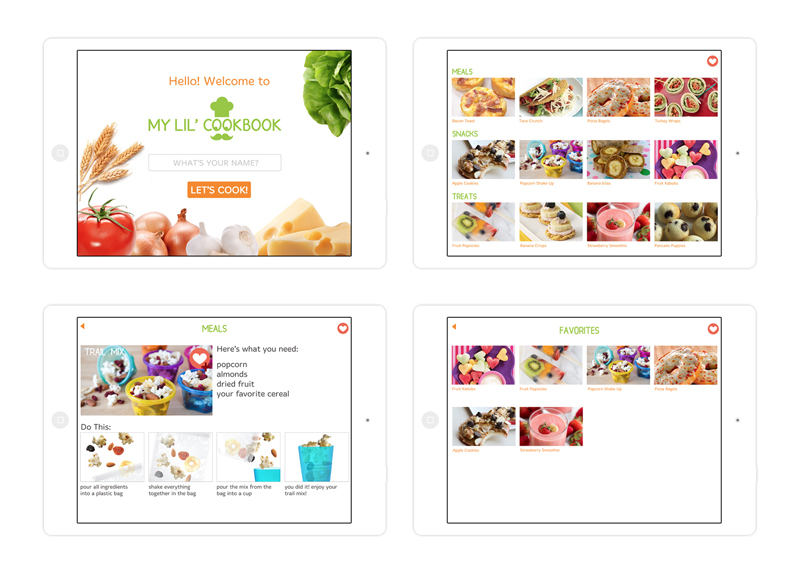 Hello! Welcome to
MY LIL' COOKBOOK
WHAT'S YOUR NAME?
LET'S COOK!
MEALS
Bacon Toast
Taco Crunch
Pizza Bagels
Turkey Wraps
SNACKS
Apple Cookies
Popcorn Shake Up
Banana bites
Fruit Kabobs
TREATS
Fruit Popsicles
Banana Crisps
Strawberry Smoothie
Pancake Puppies
MEALS
TRAIL MIX
Here's what you need:
popcorn
almonds
dried fruit
your favorite cereal
Do This:
pour all ingredients
into a plastic bag
shake everything
together in the bag
pour the mix from the
bag into a cup
you did it! enjoy your
trail mix!
FAVORITES
Fruit Kabobs
Fruit Popsicles
Popcorn Shake Up
Pizza Bagels
Apple Cookies
Strawberry Smoothie